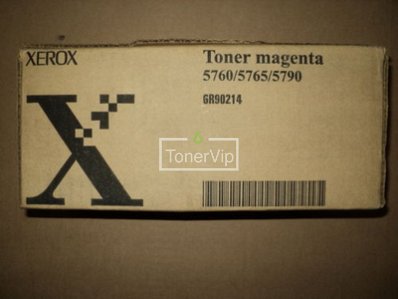 XEROX
Toner magenta
5760/5765/5790
GR90214
TonerVip